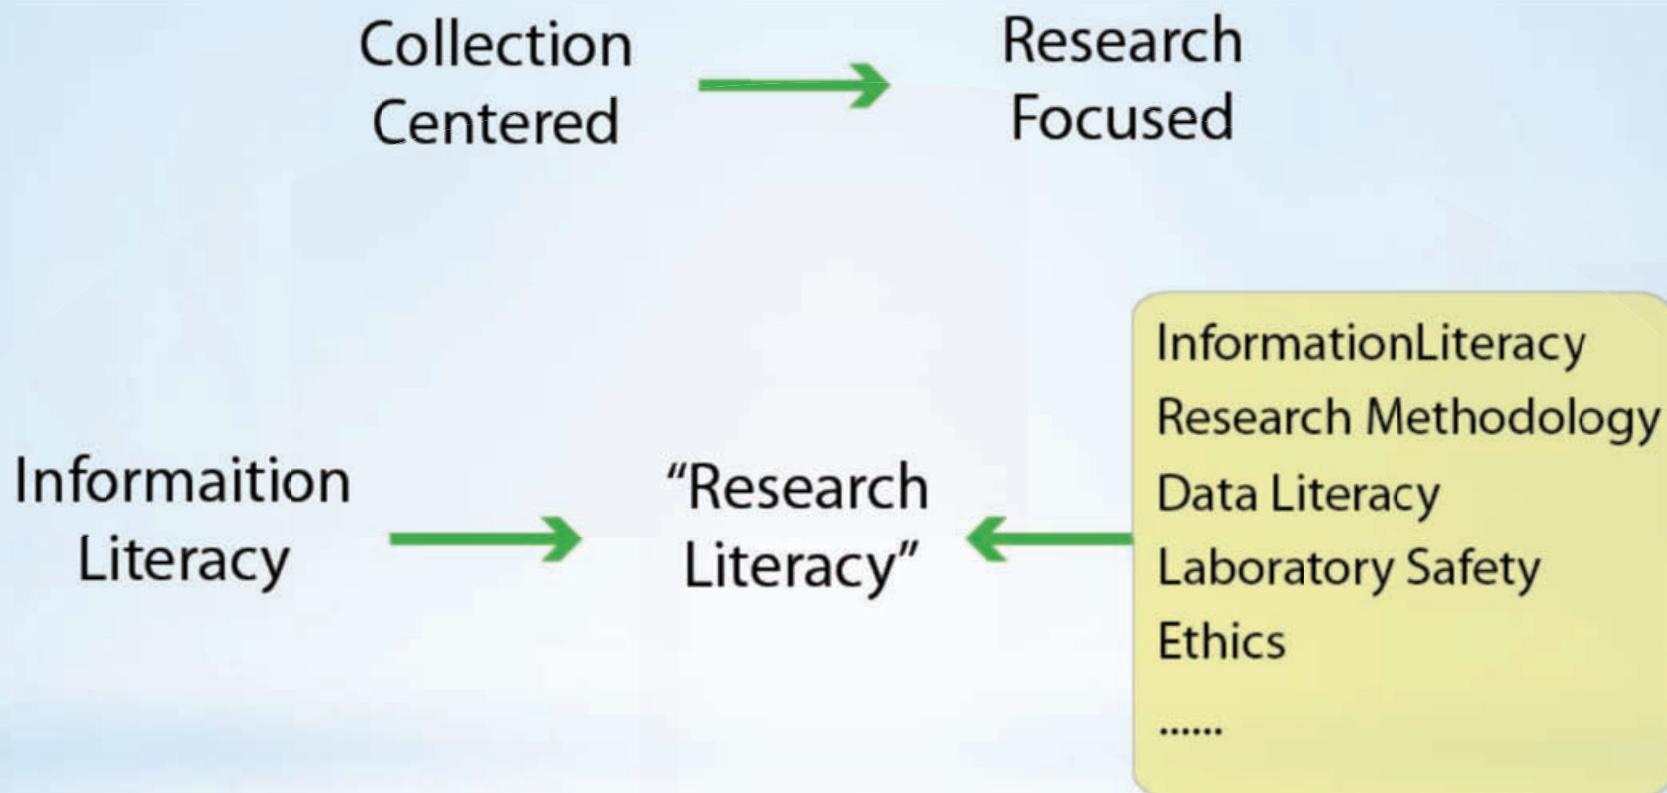 Collection
Centered
Research
Focused
Informaition
Literacy
“Research
Literacy”
InformationLiteracy
Research Methodology
Data Literacy
Laboratory Safety
Ethics
......